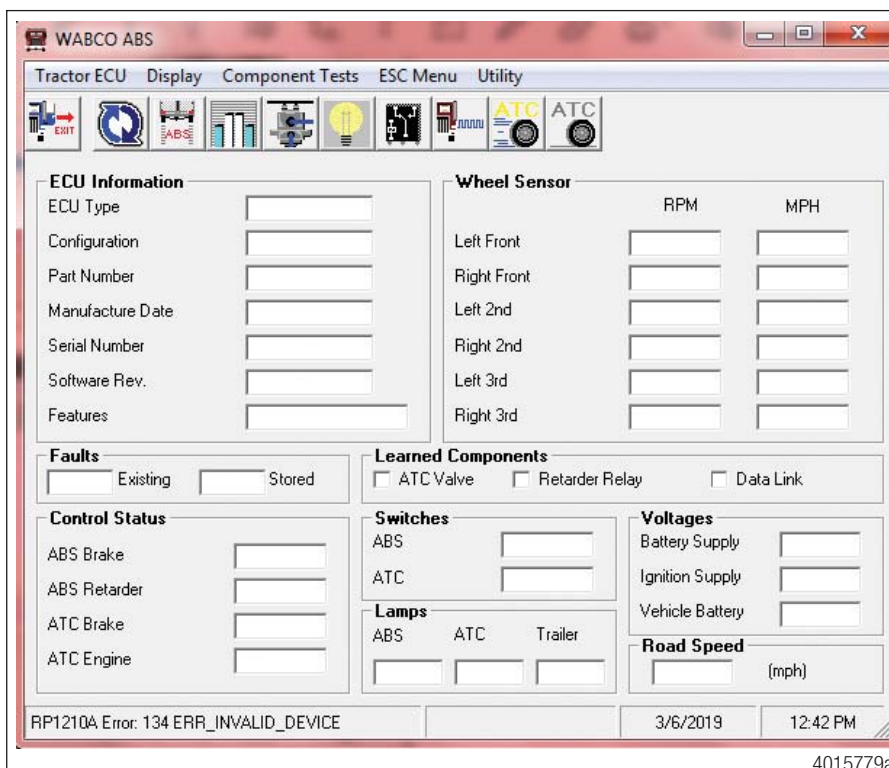 WABCO ABS
Tractor ECU Display Component Tests ESC Menu Utility
EXIT ABS ATC ATC
ECU Information
ECU Type
Configuration
Part Number
Manufacture Date
Serial Number
Software Rev.
Features
Wheel Sensor
RPM MPH
Left Front
Right Front
Left 2nd
Right 2nd
Left 3rd
Right 3rd
Faults
Existing Stored
Learned Components
ATC Valve Retarder Relay Data Link
Control Status
ABS Brake
ABS Retarder
ATC Brake
ATC Engine
Switches
ABS
ATC
Lamps
ABS ATC Trailer
Voltages
Battery Supply
Ignition Supply
Vehicle Battery
Road Speed
(mph)
RP1210A Error: 134 ERR_INVALID_DEVICE 3/6/2019 12:42 PM
4015779a